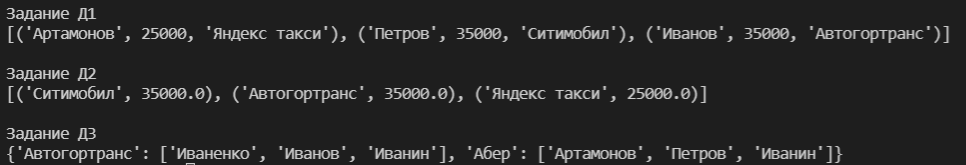 Задание Д1
[('Артамонов', 25000, 'Яндекс такси'), ('Петров', 35000, 'Ситимобил'), ('Иванов', 35000, 'Автогортранс')]
Задание Д2
[('Ситимобил', 35000.0), ('Автогортранс', 35000.0), ('Яндекс такси', 25000.0)]
Задание Д3
{'Автогортранс': ['Иваненко', 'Иванов', 'Иванин'], 'Абер': ['Артамонов', 'Петров', 'Иванин']}